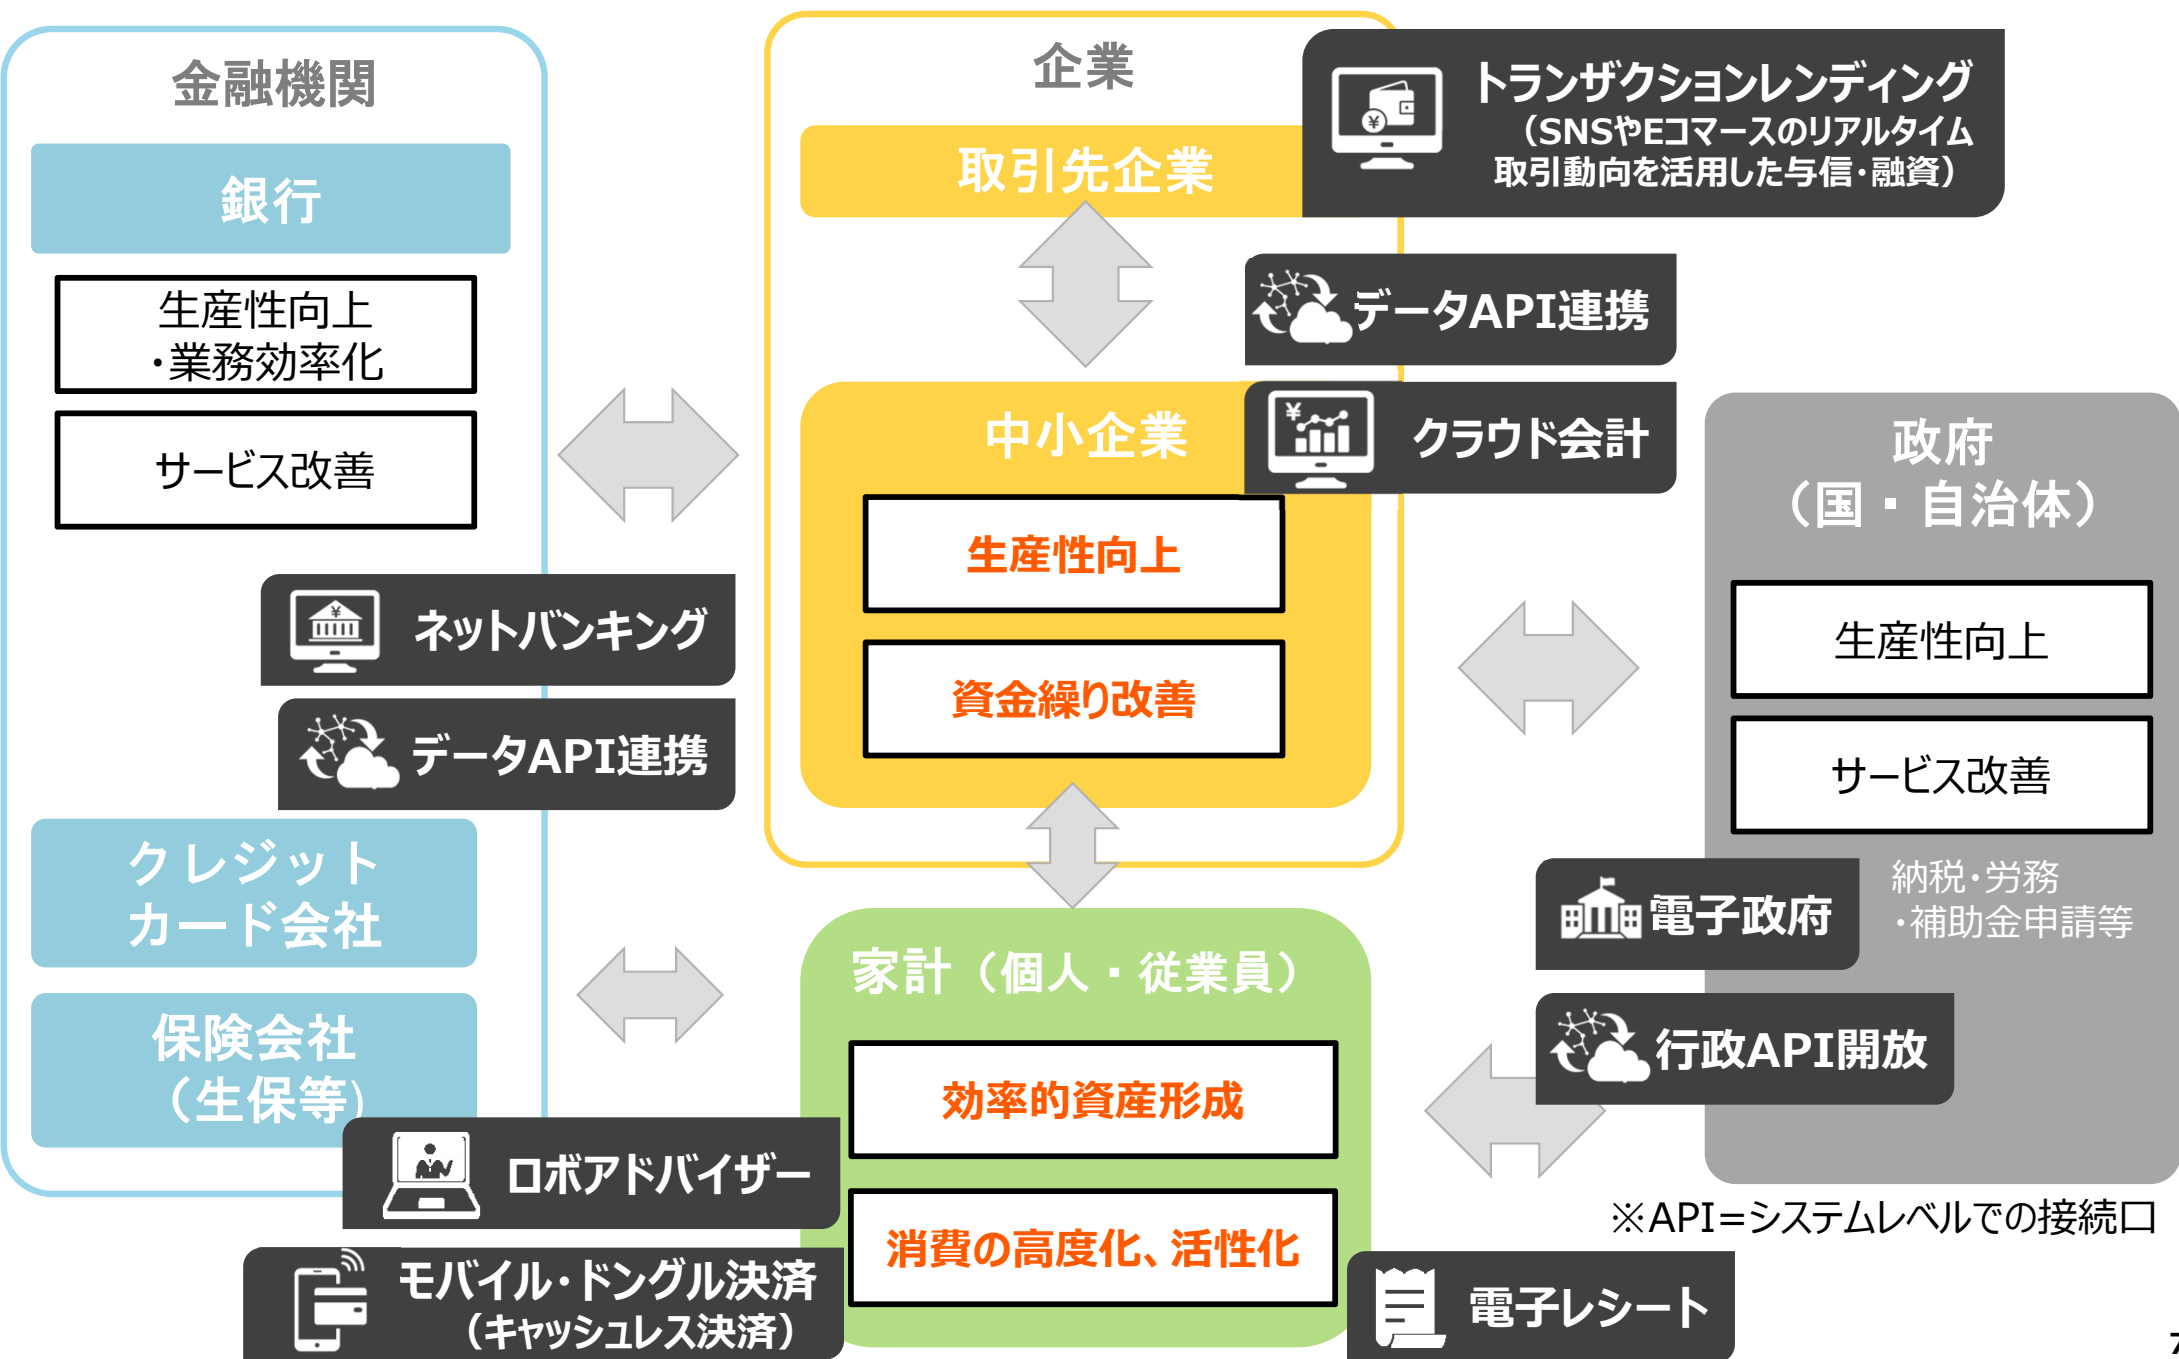 金融機関
銀行
生産性向上
・業務効率化
サービス改善
ネットバンキング
データAPI連携
クレジット
カード会社
保険会社
（生保等)
ロボアドバイザー
モバイル・ドングル決済
（キャッシュレス決済）
企業
取引先企業
トランザクションレンディング
（SNSやEコマースのリアルタイム
取引動向を活用した与信・融資）
データAPI連携
中小企業
クラウド会計
生産性向上
資金繰り改善
家計（個人・従業員）
効率的資産形成
消費の高度化、活性化
電子レシート
政府
（国・自治体）
生産性向上
サービス改善
電子政府
納税・労務
・補助金申請等
行政API開放
※API=システムレベルでの接続口